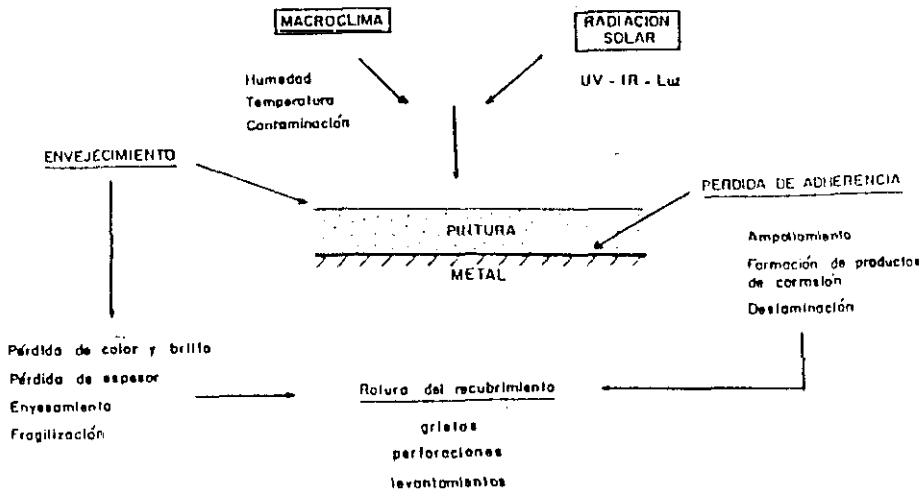 MACROCLIMA
RADIACION
SOLAR
Humedad
Temperatura
Contaminación
UV - IR - Luz
ENVEJECIMIENTO
PERDIDA DE ADHERENCIA
PINTURA
METAL
Ampollamiento
Formación de productos
de corrosión
Deslaminación
Pérdida de color y brillo
Pérdida de espesor
Enyesamiento
Fragilización
Rotura del recubrimiento
grietas
perforaciones
levantamientos